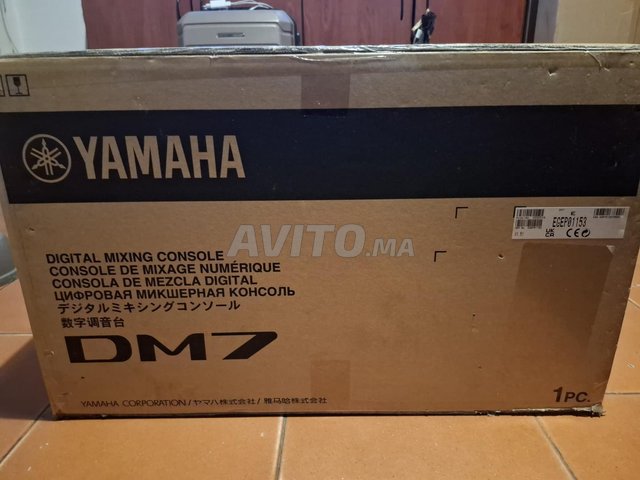 YAMAHA
E
EGEP01153
CE
AVITO.MA
DIGITAL MIXING CONSOLE
CONSOLE DE MIXAGE NUMÉRIQUE
CONSOLA DE MEZCLA DIGITAL
ЦИФРОВАЯ МИКШЕРНАЯ КОНСОЛЬ
デジタルミキシングコンソール
数字调音台
DM7
YAMAHA CORPORATION/ヤマハ株式会社/雅马哈株式会社
1PC.